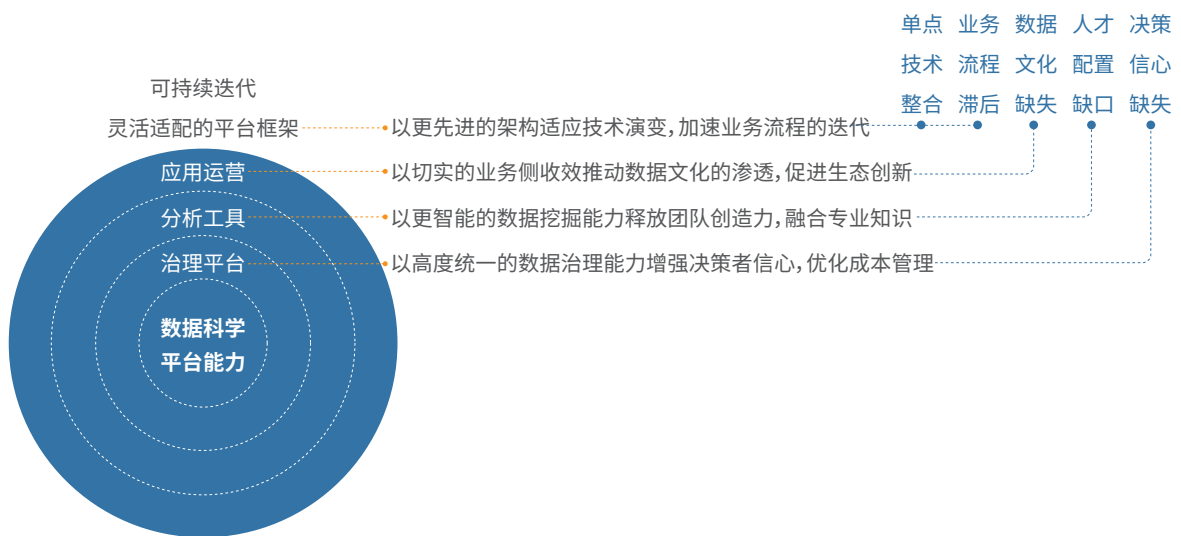 单点 业务 数据 人才 决策
技术 流程 文化 配置 信心
整合 滞后 缺失 缺口 缺失
可持续迭代
灵活适配的平台框架
以更先进的架构适应技术演变，加速业务流程的迭代
应用运营
以切实的业务侧收效推动数据文化的渗透，促进生态创新
分析工具
以更智能的数据挖掘能力释放团队创造力，融合专业知识
治理平台
以高度统一的数据治理能力增强决策者信心，优化成本管理
数据科学
平台能力